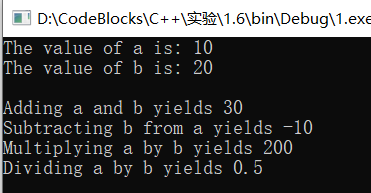 D:\CodeBlocks\C++\实验\1.6\bin\Debug\1.exe
The value of a is: 10
The value of b is: 20
Adding a and b yields 30
Subtracting b from a yields -10
Multiplying a by b yields 200
Dividing a by b yields 0.5